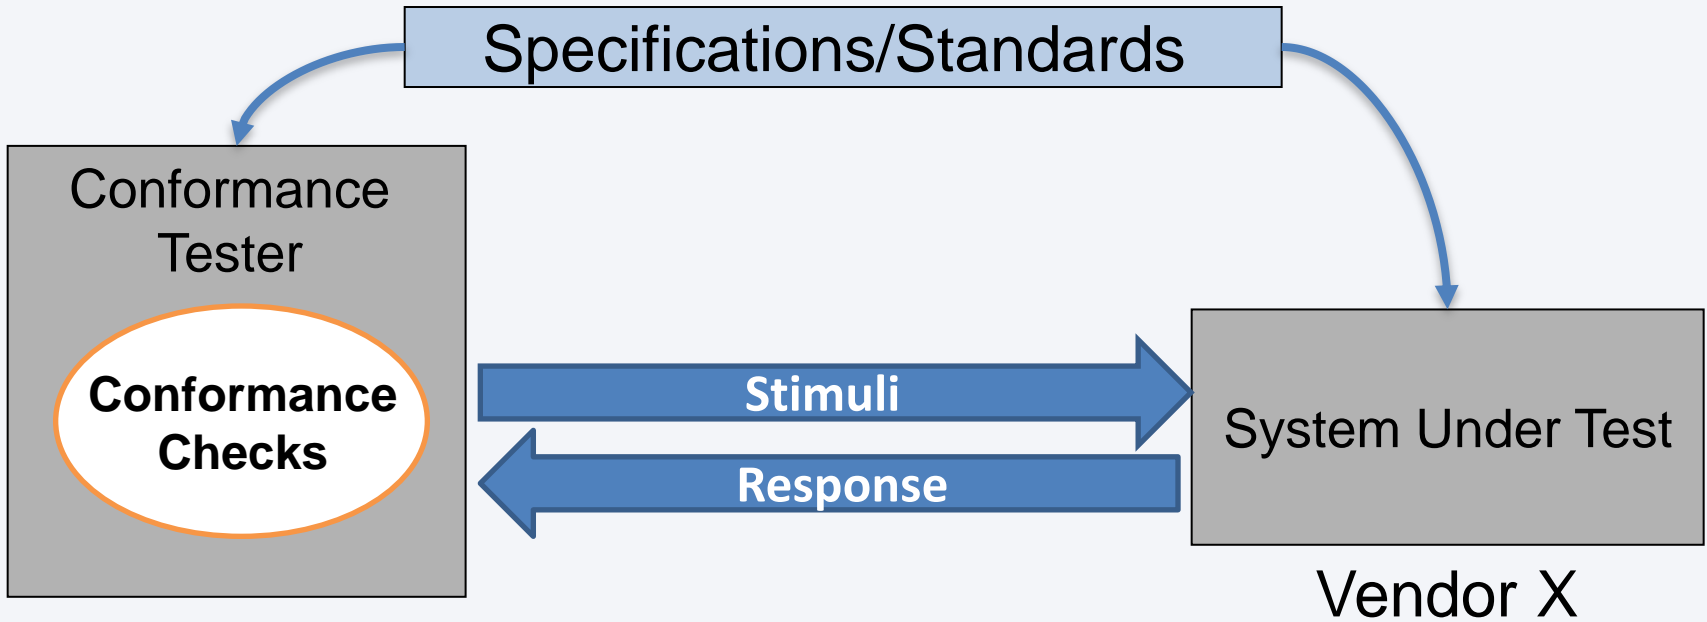 Specifications/Standards
Conformance
Tester
Conformance
Checks
Stimuli
Response
System Under Test
Vendor X